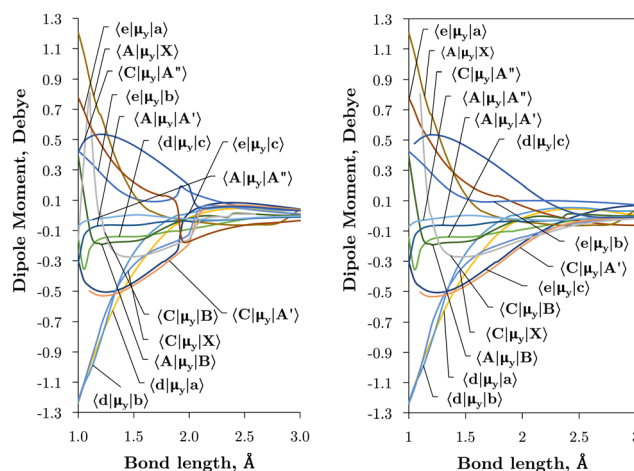 1.3
1.1
0.9
0.7
0.5
0.3
0.1
-0.1
-0.3
-0.5
-0.7
-0.9
-1.1
-1.3
Dipole Moment, Debye
⟨e|μy|a⟩
⟨A|μy|X⟩
⟨C|μy|A"⟩
⟨e|μy|b⟩
⟨A|μy|A'⟩
⟨d|μy|c⟩
⟨e|μy|c⟩
⟨A|μy|A"⟩
⟨C|μy|B⟩
⟨C|μy|A'⟩
⟨C|μy|X⟩
⟨A|μy|B⟩
⟨d|μy|a⟩
⟨d|μy|b⟩
1.0 1.5 2.0 2.5 3.0
Bond length, Å
1.3
1.1
0.9
0.7
0.5
0.3
0.1
-0.1
-0.3
-0.5
-0.7
-0.9
-1.1
-1.3
Dipole Moment, Debye
⟨e|μy|a⟩
⟨A|μy|X⟩
⟨C|μy|A"⟩
⟨A|μy|A"⟩
⟨A|μy|A'⟩
⟨d|μy|c⟩
⟨e|μy|b⟩
⟨C|μy|A'⟩
⟨e|μy|c⟩
⟨C|μy|B⟩
⟨C|μy|X⟩
⟨A|μy|B⟩
⟨d|μy|a⟩
⟨d|μy|b⟩
1 1.5 2 2.5
Bond length, Å